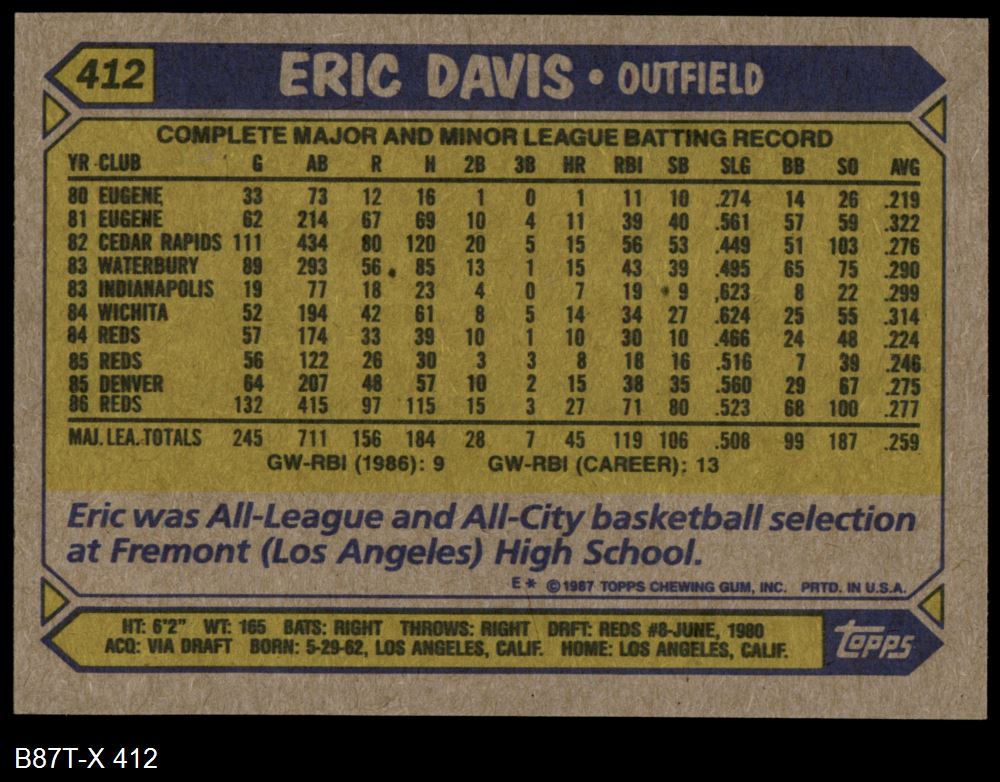 412 ERIC DAVIS • OUTFIELD
COMPLETE MAJOR AND MINOR LEAGUE BATTING RECORD
YR CLUB G AB R H 2B 3B HR RBI SB SLG BB SO AVG
80 EUGENE 33 73 12 16 1 0 1 11 10 .274 14 26 .219
81 EUGENE 62 214 67 69 10 4 11 39 40 .561 57 59 .322
82 CEDAR RAPIDS 111 434 80 120 20 5 15 56 53 .449 51 103 .276
83 WATERBURY 89 293 56 85 13 1 15 43 39 .495 65 75 .290
83 INDIANAPOLIS 19 77 18 23 4 0 7 19 9 .623 8 22 .299
84 WICHITA 52 194 42 61 8 5 14 34 27 .624 25 55 .314
84 REDS 57 174 33 39 10 1 10 30 10 .466 24 48 .224
85 REDS 56 122 26 30 3 3 8 18 16 .516 7 39 .246
85 DENVER 64 207 48 57 10 2 15 38 35 .560 29 67 .275
86 REDS 132 415 97 115 15 3 27 71 80 .523 68 100 .277
MAJ. LEA. TOTALS 245 711 156 184 28 7 45 119 106 .508 99 187 .259
GW-RBI (1986): 9 GW-RBI (CAREER): 13
Eric was All-League and All-City basketball selection
at Fremont (Los Angeles) High School.
E* ©1987 TOPPS CHEWING GUM, INC. PRTD. IN U.S.A.
HT: 6'2" WT: 165 BATS: RIGHT THROWS: RIGHT DRFT: REDS #8-JUNE, 1980
ACQ: VIA DRAFT BORN: 5-29-62, LOS ANGELES, CALIF. HOME: LOS ANGELES, CALIF.
TOPPS
B87T-X 412